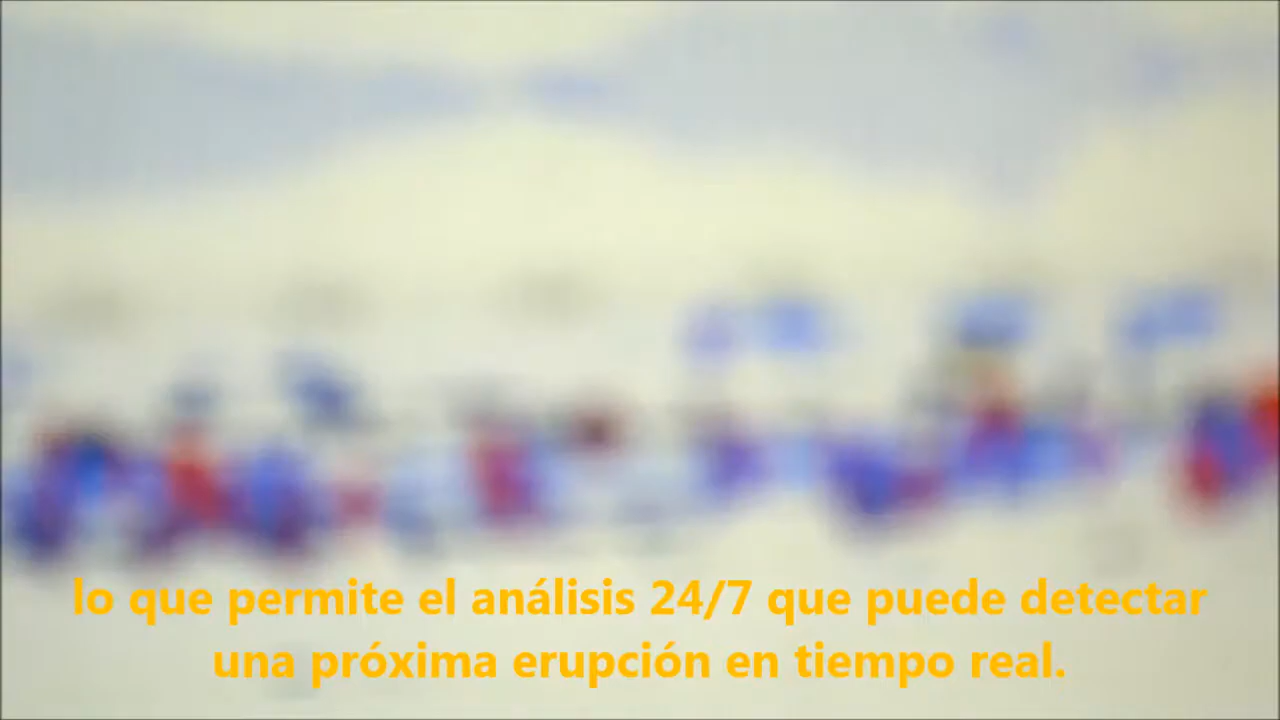 lo que permite el análisis 24/7 que puede detectar
una próxima erupción en tiempo real.